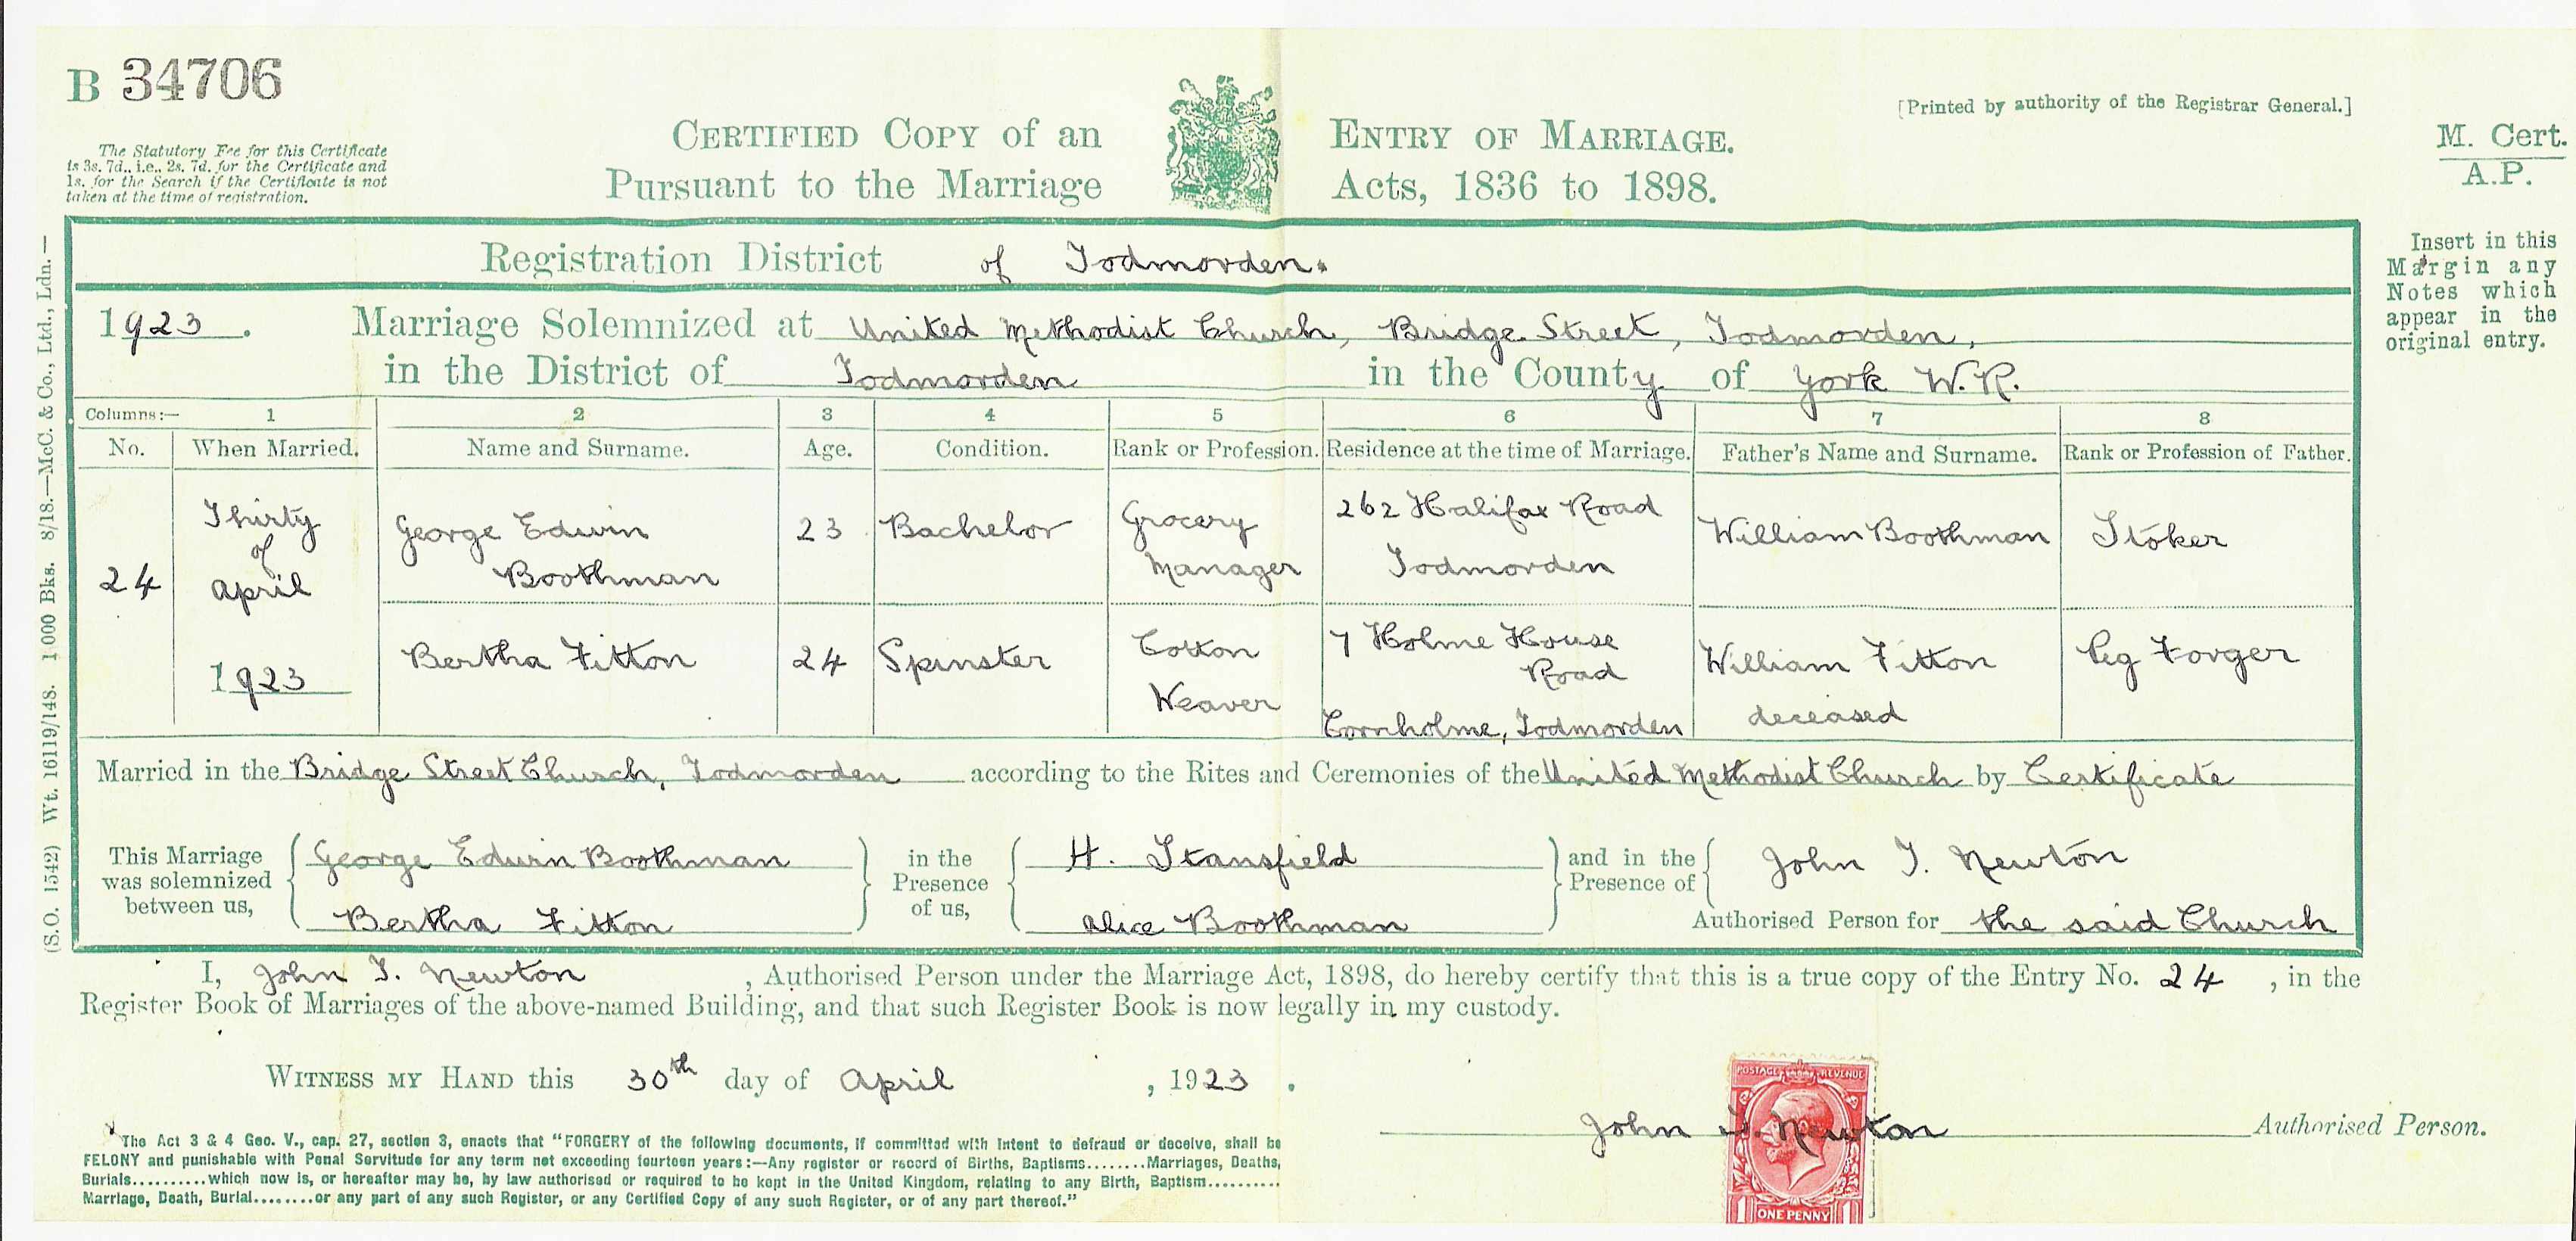 B 34706
[Printed by authority of the Registrar General.]
The Statutory Fee for this Certificate
is 3s. 7d., i.e., 2s. 7d. for the Certificate and
1s. for the Search if the Certificate is not
taken at the time of registration.
CERTIFIED COPY of an ENTRY OF MARRIAGE.
Pursuant to the Marriage Acts, 1836 to 1898.
M. Cert.
A.P.
Insert in this
Margin any
Notes which
appear in the
original entry.
(S.O. 1542) Wt. 16119/148. 1000 Bks. 8/18.—McC. & Co., Ltd., Ldn.—
Registration District of Todmorden.
1923. Marriage Solemnized at United Methodist Church, Bridge Street, Todmorden,
in the District of Todmorden in the County of York W.R.
Columns:— 1 2 3 4 5 6 7 8
No. When Married. Name and Surname. Age. Condition. Rank or Profession. Residence at the time of Marriage. Father's Name and Surname. Rank or Profession of Father.
24 Thirty of April 1923
George Edwin Boothman 23 Bachelor Grocery Manager 262 Halifax Road Todmorden William Boothman Stoker
Bertha Fitton 24 Spinster Cotton Weaver 7 Holme House Road Cornholme, Todmorden William Fitton deceased Peg Forger
Married in the Bridge Street Church, Todmorden according to the Rites and Ceremonies of the United Methodist Church by Certificate
This Marriage was solemnized between us, George Edwin Boothman Bertha Fitton
in the Presence of us, H. Stansfield Alice Boothman
and in the Presence of John T. Newton
Authorised Person for the said Church
I, John T. Newton, Authorised Person under the Marriage Act, 1898, do hereby certify that this is a true copy of the Entry No. 24, in the
Register Book of Marriages of the above-named Building, and that such Register Book is now legally in my custody.
WITNESS MY HAND this 30th day of April, 1923.
POSTAGE REVENUE
John T. Newton Authorised Person.
1 ONE PENNY 1
The Act 3 & 4 Geo. V., cap. 27, section 3, enacts that "FORGERY of the following documents, if committed with intent to defraud or deceive, shall be
FELONY and punishable with Penal Servitude for any term not exceeding fourteen years:—Any register or record of Births, Baptisms........Marriages, Deaths,
Burials..........which now is, or hereafter may be, by law authorised or required to be kept in the United Kingdom, relating to any Birth, Baptism..........
Marriage, Death, Burial........or any part of any such Register, or any Certified Copy of any such Register, or of any part thereof."